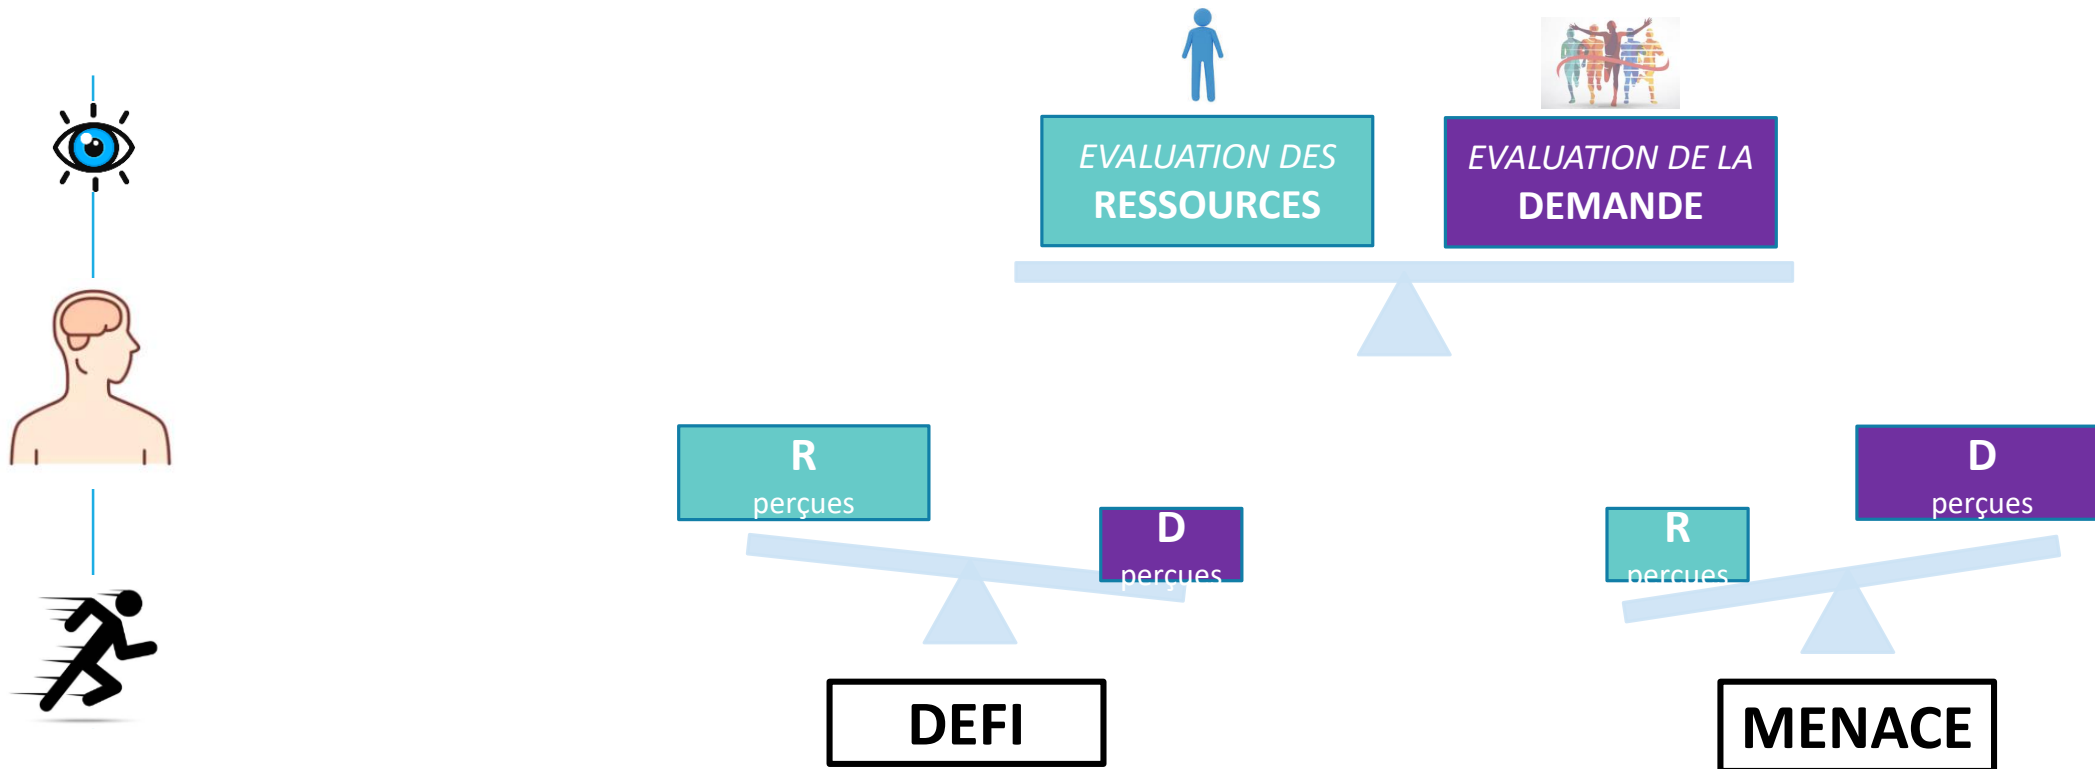 EVALUATION DES
RESSOURCES
EVALUATION DE LA
DEMANDE
R
perçues
D
perçues
R
perçues
D
perçues
DEFI
MENACE